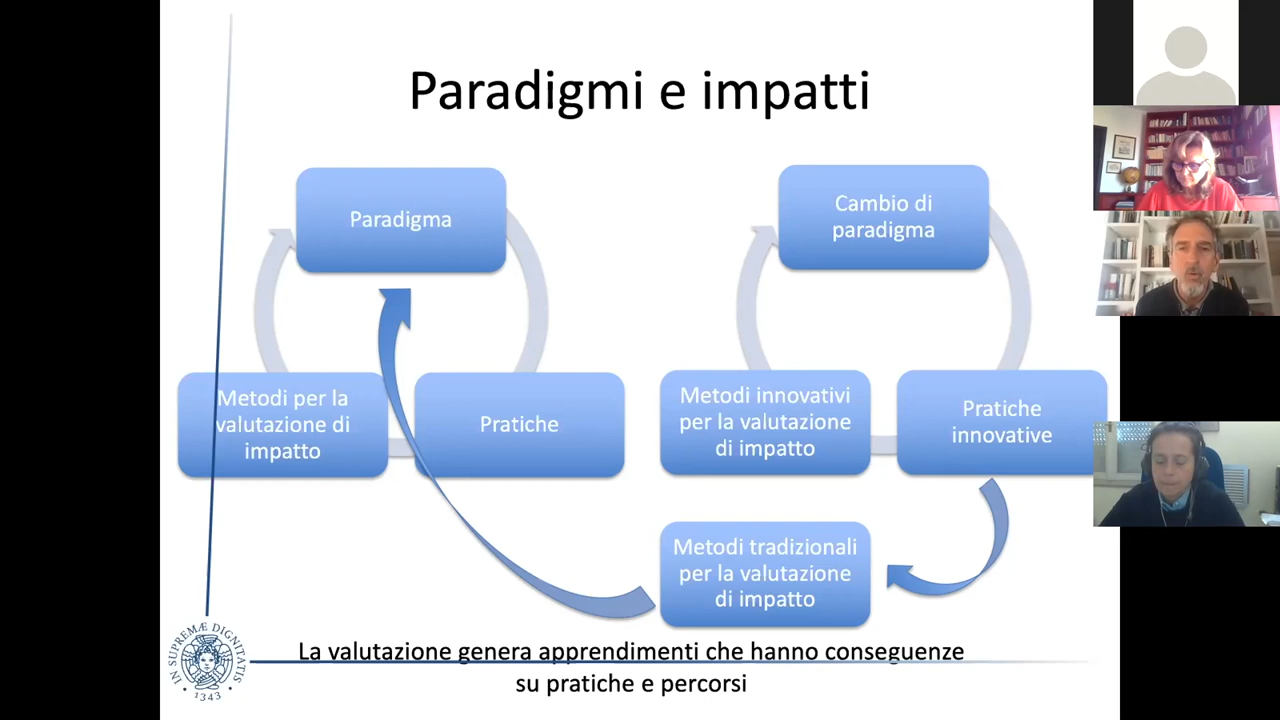 Paradigmi e impatti
Paradigma
Metodi per la
valutazione di
impatto
Pratiche
Cambio di
paradigma
Metodi innovativi
per la valutazione
di impatto
Pratiche
innovative
Metodi tradizionali
per la valutazione
di impatto
La valutazione genera apprendimenti che hanno conseguenze
su pratiche e percorsi
IN SUPREMÆ DIGNITATIS
1343